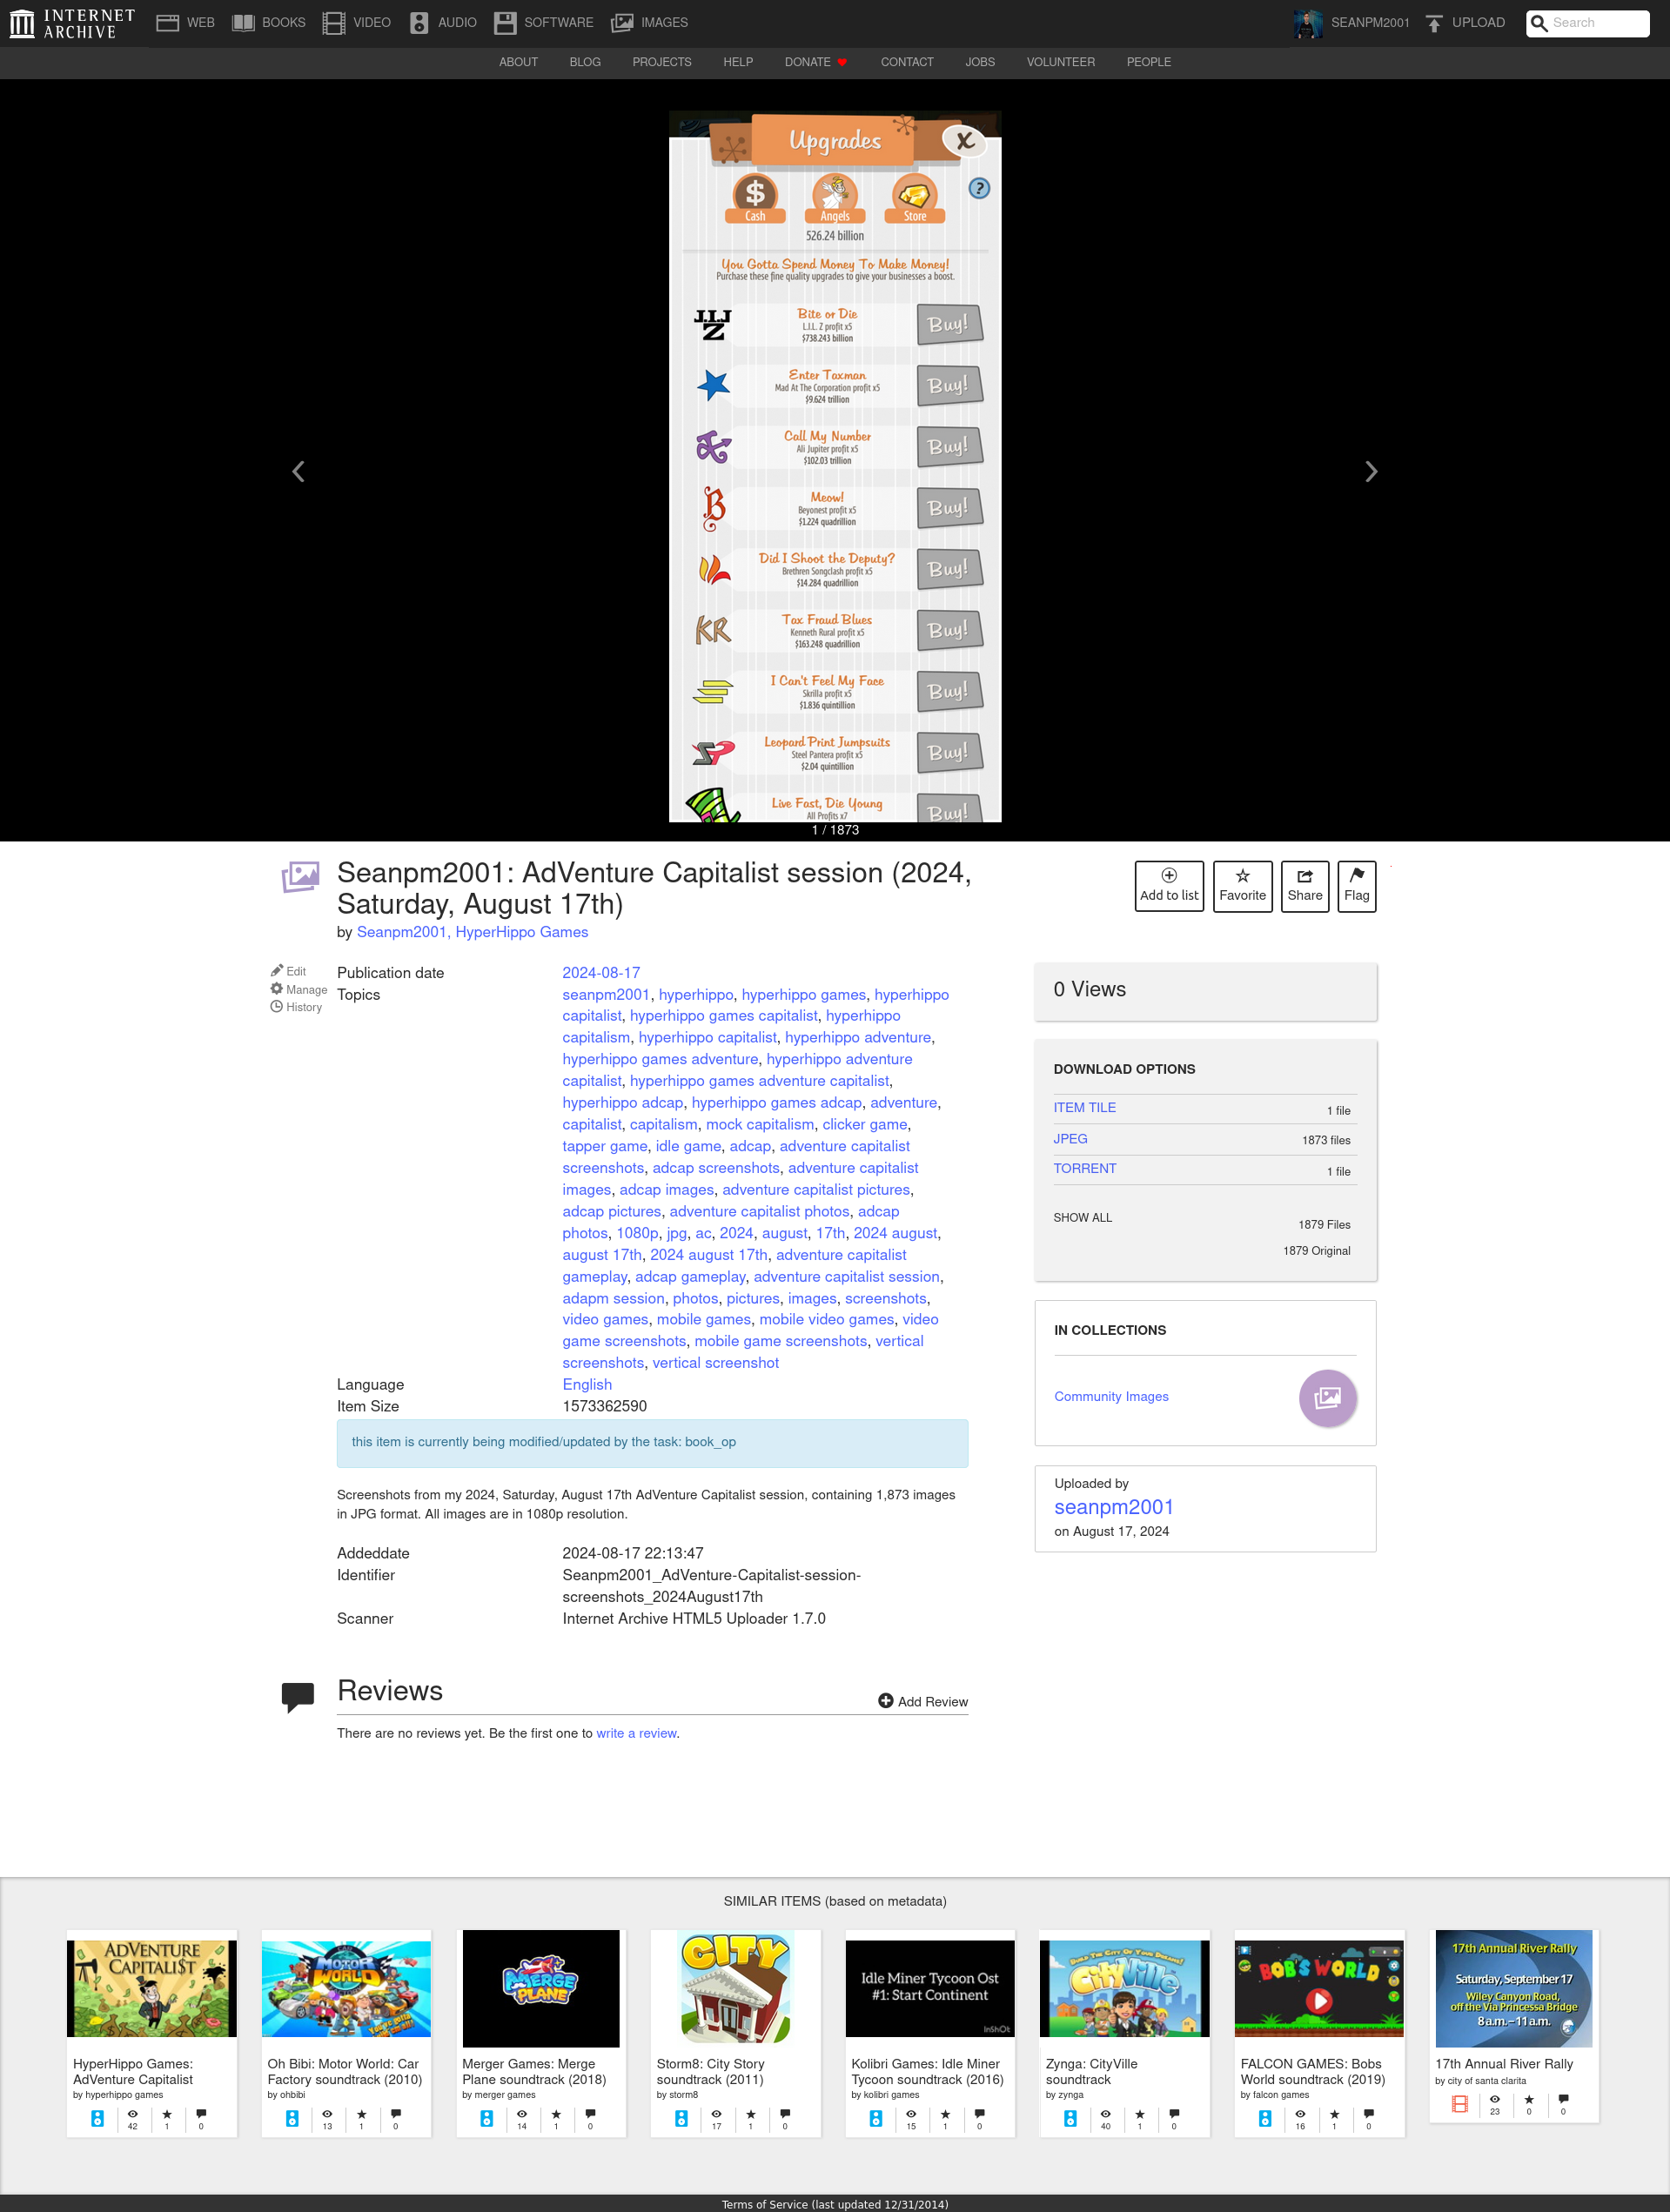 INTERNET
ARCHIVE
WEB
BOOKS
VIDEO
AUDIO
SOFTWARE
IMAGES
SEANPM2001
UPLOAD
Search
ABOUT
BLOG
PROJECTS
HELP
DONATE
CONTACT
JOBS
VOLUNTEER
PEOPLE
Upgrades
X
Cash
Angels
Store
?
526.24 billion
You Gotta Spend Money To Make Money!
Purchase these fine quality upgrades to give your businesses a boost.
Bite or Die
L.I.L. Z profit x5
$738.243 billion
Buy!
Enter Taxman
Mad At The Corporation profit x5
$9.624 trillion
Buy!
Call My Number
Ali Jupiter profit x5
$102.03 trillion
Buy!
Meow!
Beyonest profit x5
$1.224 quadrillion
Buy!
Did I Shoot the Deputy?
Brethren Songclash profit x5
$14.284 quadrillion
Buy!
KR
Tax Fraud Blues
Kenneth Rural profit x5
$163.248 quadrillion
Buy!
I Can't Feel My Face
Skrilla profit x5
$1.836 quintillion
Buy!
SP
Leopard Print Jumpsuits
Steel Pantera profit x5
$2.04 quintillion
Buy!
Live Fast, Die Young
All Profits x7
Buy!
1 / 1873
Seanpm2001: AdVenture Capitalist session (2024,
Saturday, August 17th)
by Seanpm2001, HyperHippo Games
Add to list
Favorite
Share
Flag
Edit
Manage
History
Publication date 2024-08-17
Topics seanpm2001, hyperhippo, hyperhippo games, hyperhippo
capitalist, hyperhippo games capitalist, hyperhippo
capitalism, hyperhippo capitalist, hyperhippo adventure,
hyperhippo games adventure, hyperhippo adventure
capitalist, hyperhippo games adventure capitalist,
hyperhippo adcap, hyperhippo games adcap, adventure,
capitalist, capitalism, mock capitalism, clicker game,
tapper game, idle game, adcap, adventure capitalist
screenshots, adcap screenshots, adventure capitalist
images, adcap images, adventure capitalist pictures,
adcap pictures, adventure capitalist photos, adcap
photos, 1080p, jpg, ac, 2024, august, 17th, 2024 august,
august 17th, 2024 august 17th, adventure capitalist
gameplay, adcap gameplay, adventure capitalist session,
adapm session, photos, pictures, images, screenshots,
video games, mobile games, mobile video games, video
game screenshots, mobile game screenshots, vertical
screenshots, vertical screenshot
Language English
Item Size 1573362590
this item is currently being modified/updated by the task: book_op
Screenshots from my 2024, Saturday, August 17th AdVenture Capitalist session, containing 1,873 images
in JPG format. All images are in 1080p resolution.
Addeddate 2024-08-17 22:13:47
Identifier Seanpm2001_AdVenture-Capitalist-session-
screenshots_2024August17th
Scanner Internet Archive HTML5 Uploader 1.7.0
0 Views
DOWNLOAD OPTIONS
ITEM TILE 1 file
JPEG 1873 files
TORRENT 1 file
SHOW ALL 1879 Files
1879 Original
IN COLLECTIONS
Community Images
Uploaded by
seanpm2001
on August 17, 2024
Reviews
Add Review
There are no reviews yet. Be the first one to write a review.
SIMILAR ITEMS (based on metadata)
ADVENTURE
CAPITALI$T
HyperHippo Games:
AdVenture Capitalist
by hyperhippo games
42 1 0
MOTOR
WORLD
Oh Bibi: Motor World: Car
Factory soundtrack (2010)
by ohbibi
13 1 0
MERGE
PLANE
Merger Games: Merge
Plane soundtrack (2018)
by merger games
14 1 0
CITY
Storm8: City Story
soundtrack (2011)
by storm8
17 1 0
Idle Miner Tycoon Ost
#1: Start Continent
InShot
Kolibri Games: Idle Miner
Tycoon soundtrack (2016)
by kolibri games
15 1 0
BUILD THE CITY OF YOUR DREAMS!
CityVille
Zynga: CityVille
soundtrack
by zynga
40 1 0
BOB'S WORLD
FALCON GAMES: Bobs
World soundtrack (2019)
by falcon games
16 1 0
17th Annual River Rally
Saturday, September 17
Wiley Canyon Road,
off the Via Princessa Bridge
8 a.m. – 11 a.m.
17th Annual River Rally
by city of santa clarita
23 0 0
Terms of Service (last updated 12/31/2014)